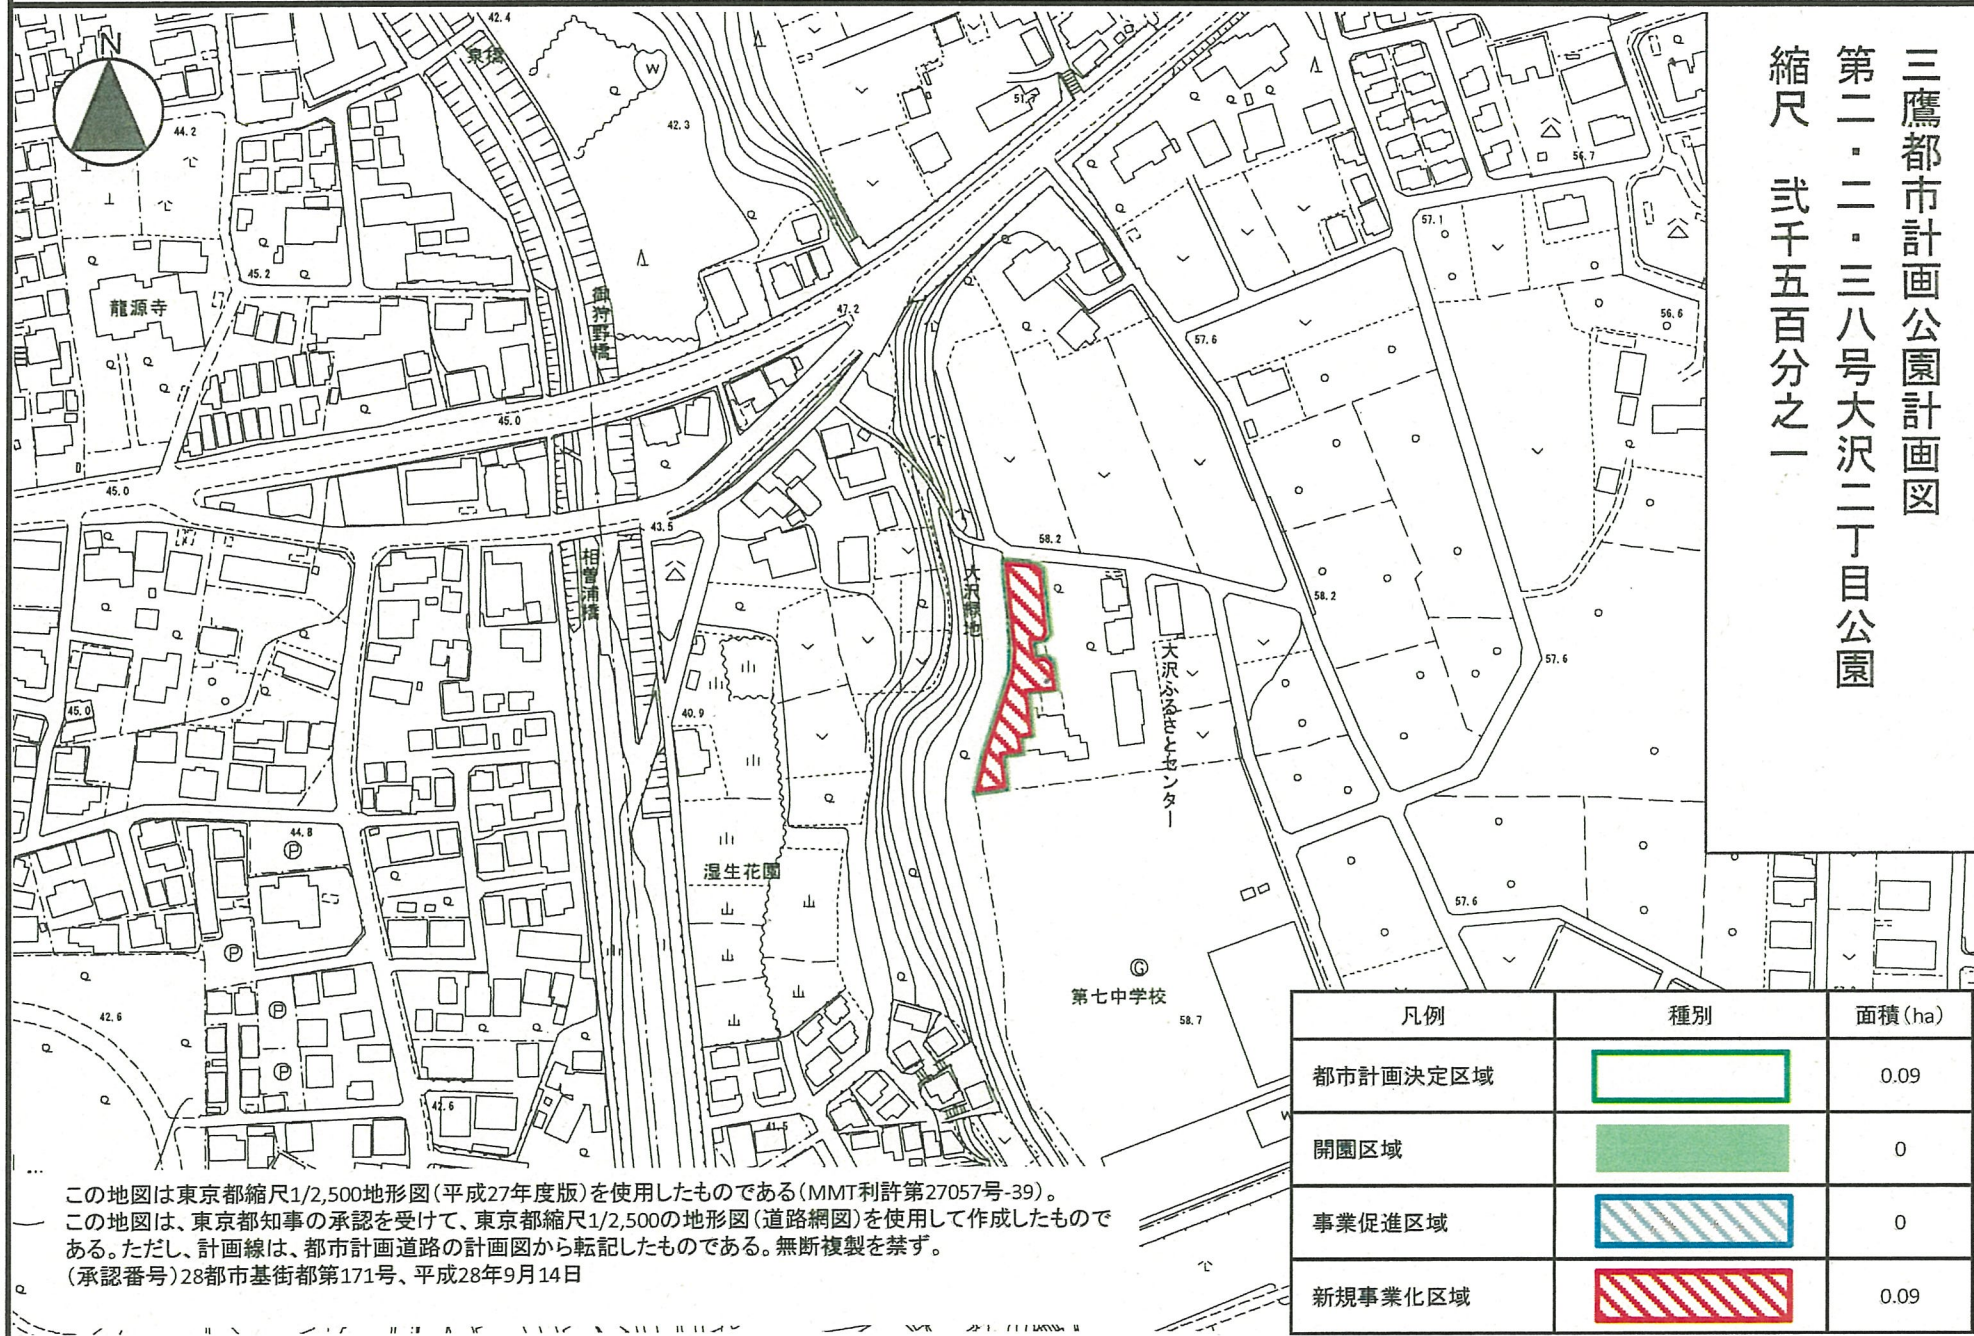 三鷹都市計画公園計画図
第二・二・三八号大沢二丁目公園
縮尺　弐千五百分之一
N
泉橋
42.4
W
42.3
51.7
56.7
44.2
57.1
45.2
龍源寺
御狩野橋
47.2
57.6
56.6
45.0
45.0
43.5
58.2
相曽浦橋
大沢緑地
58.2
大沢ふるさとセンター
57.6
45.0
40.9
44.8
P
湿生花園
57.6
P
G
第七中学校
58.7
42.6
P
P
42.6
41.5
W
凡例 種別 面積(ha)
都市計画決定区域 0.09
開園区域 0
事業促進区域 0
新規事業化区域 0.09
この地図は東京都縮尺1/2,500地形図(平成27年度版)を使用したものである(MMT利許第27057号-39)。
この地図は、東京都知事の承認を受けて、東京都縮尺1/2,500の地形図(道路網図)を使用して作成したもので
ある。ただし、計画線は、都市計画道路の計画図から転記したものである。無断複製を禁ず。
(承認番号)28都市基街都第171号、平成28年9月14日